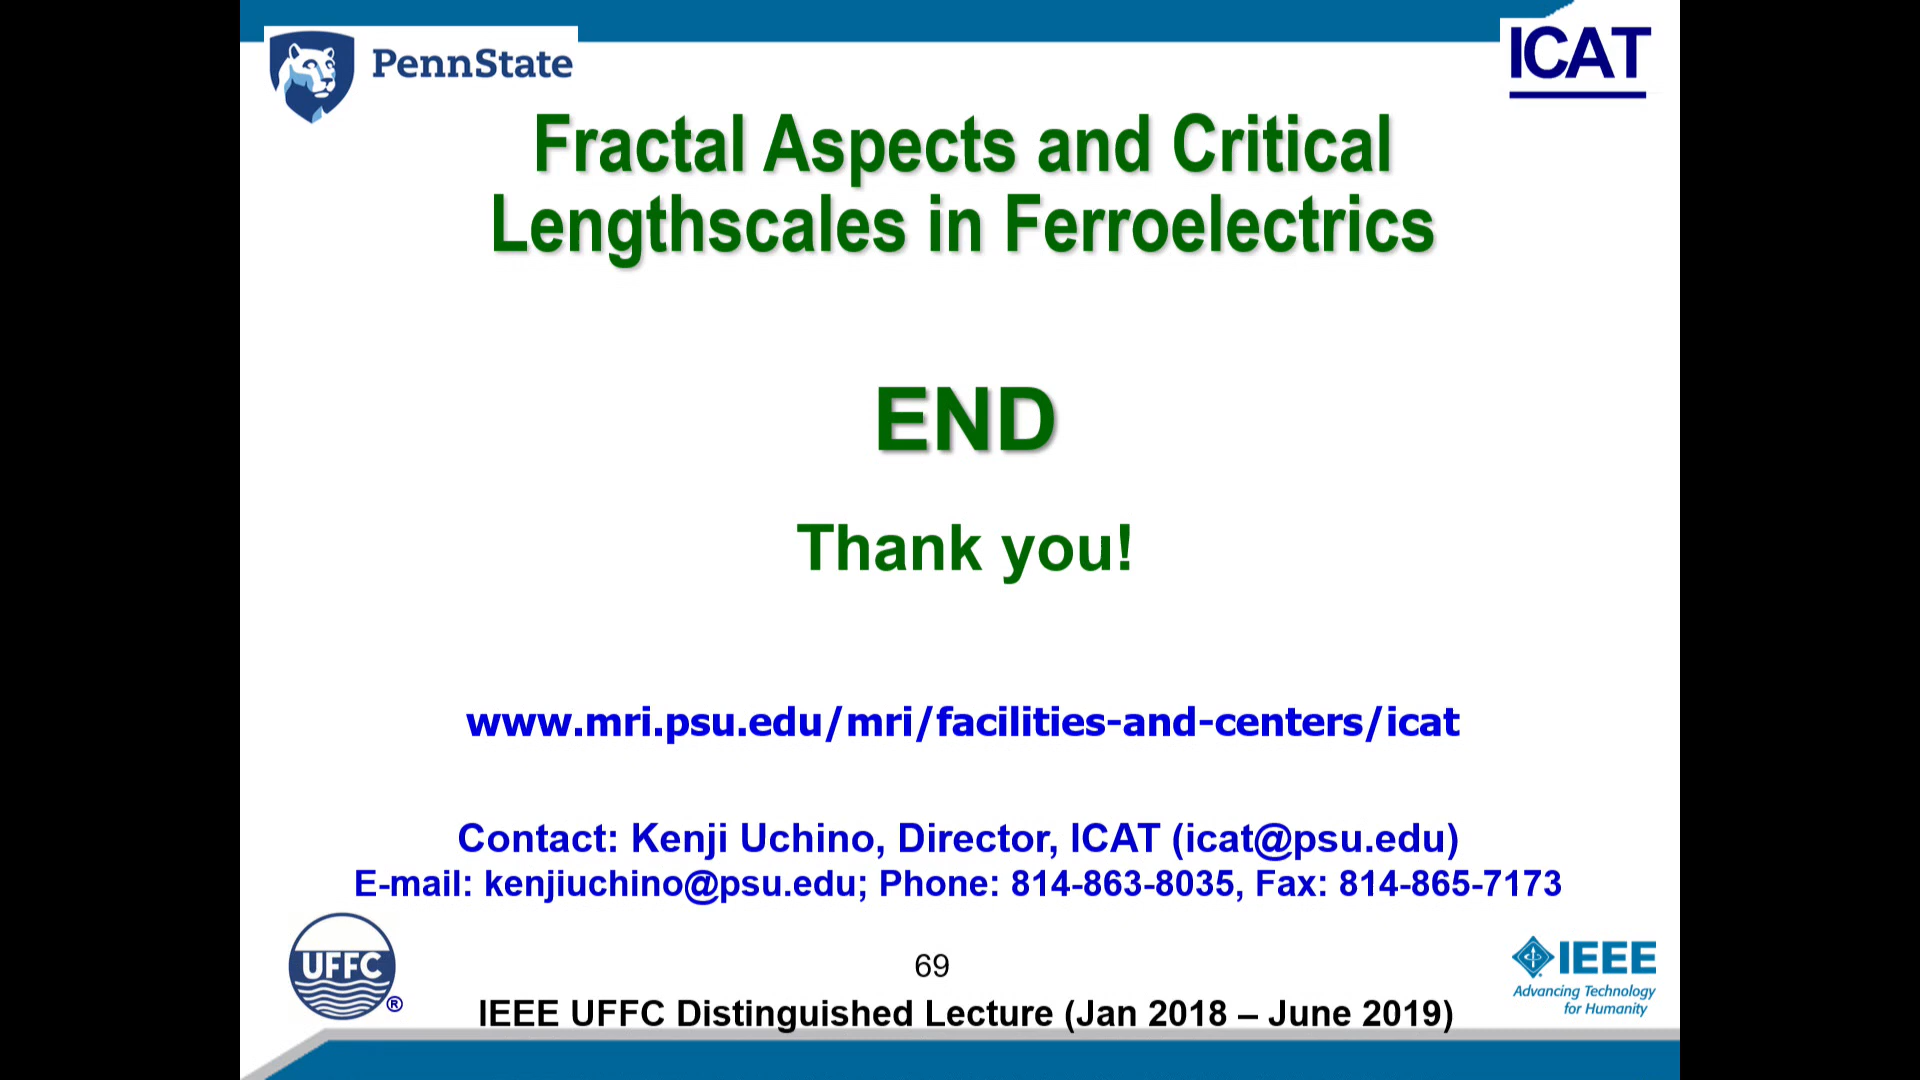 PennState
ICAT
Fractal Aspects and Critical
Lengthscales in Ferroelectrics
END
Thank you!
www.mri.psu.edu/mri/facilities-and-centers/icat
Contact: Kenji Uchino, Director, ICAT (icat@psu.edu)
E-mail: kenjiuchino@psu.edu; Phone: 814-863-8035, Fax: 814-865-7173
UFFC
®
69
IEEE UFFC Distinguished Lecture (Jan 2018 – June 2019)
IEEE
Advancing Technology
for Humanity